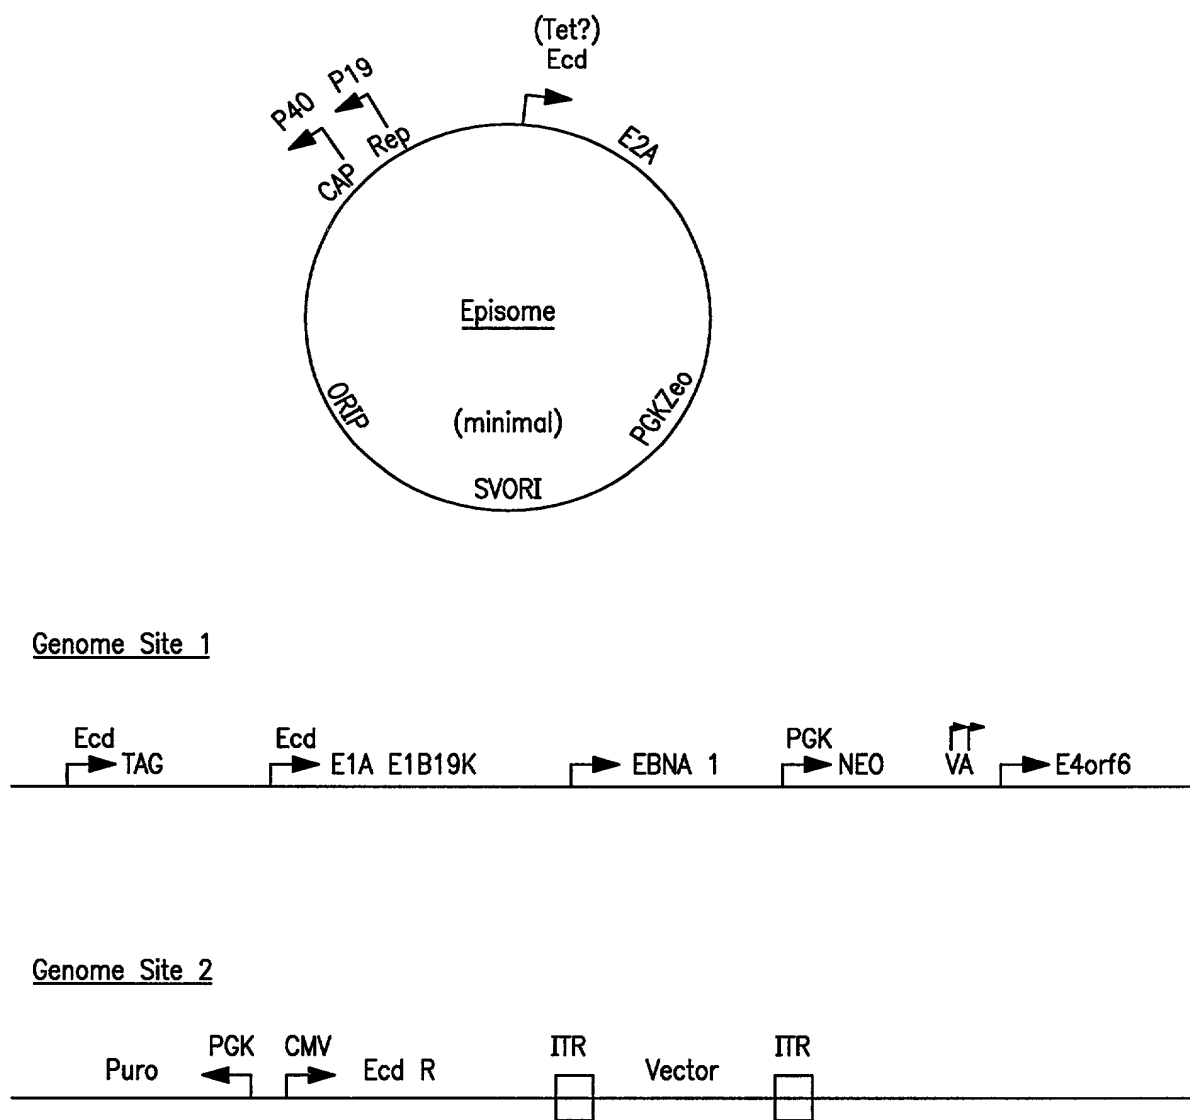 (Tet?)
Ecd
P19
P40
Rep
CAP
E2A
Episome
ORIP
(minimal)
PGKZeo
SVORI
Genome Site 1
Ecd TAG
Ecd E1A E1B19K
EBNA 1
PGK NEO
VA
E4orf6
Genome Site 2
Puro PGK CMV Ecd R ITR Vector ITR